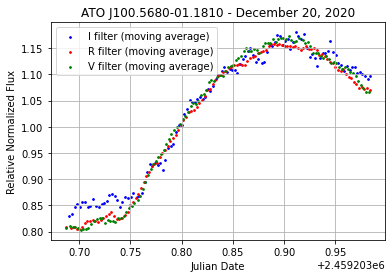 ATO J100.5680-01.1810 - December 20, 2020
I filter (moving average)
R filter (moving average)
V filter (moving average)
Relative Normalized Flux
1.15
1.10
1.05
1.00
0.95
0.90
0.85
0.80
0.70
0.75
0.80
0.85
0.90
0.95
+2.459203e6
Julian Date